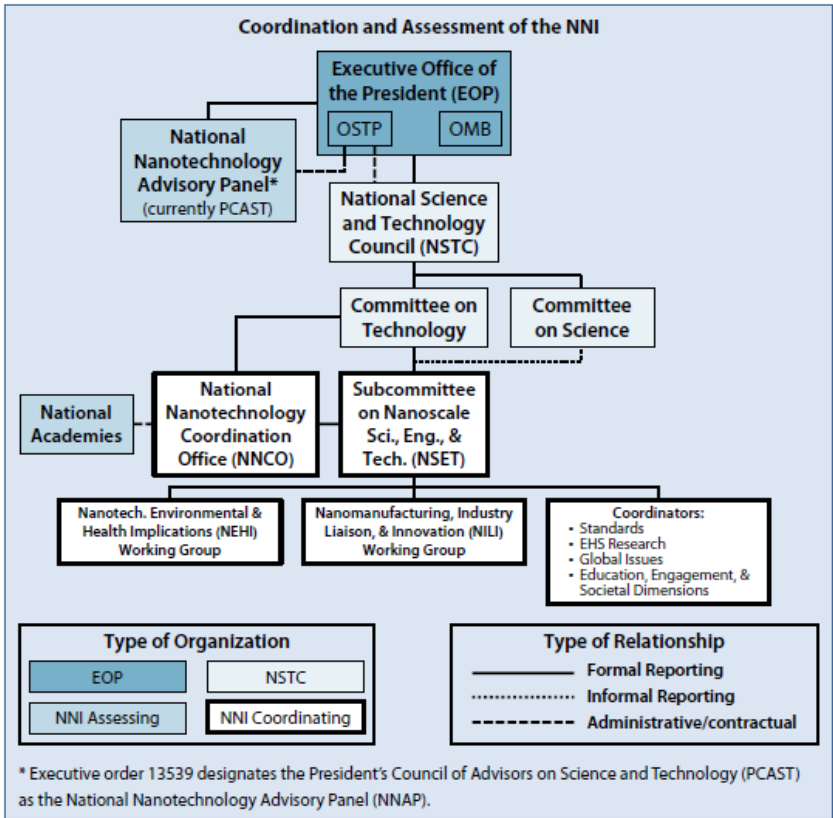 Coordination and Assessment of the NNI
Executive Office of
the President (EOP)
OSTP
OMB
National
Nanotechnology
Advisory Panel*
(currently PCAST)
National Science
and Technology
Council (NSTC)
Committee on
Technology
Committee
on Science
National
Academies
National
Nanotechnology
Coordination
Office (NNCO)
Subcommittee
on Nanoscale
Sci., Eng., &
Tech. (NSET)
Nanotech. Environmental &
Health Implications (NEHI)
Working Group
Nanomanufacturing, Industry
Liaison, & Innovation (NILI)
Working Group
Coordinators:
• Standards
• EHS Research
• Global Issues
• Education, Engagement, &
Societal Dimensions
Type of Organization
EOP
NSTC
NNI Assessing
NNI Coordinating
Type of Relationship
Formal Reporting
Informal Reporting
Administrative/contractual
* Executive order 13539 designates the President's Council of Advisors on Science and Technology (PCAST)
as the National Nanotechnology Advisory Panel (NNAP).